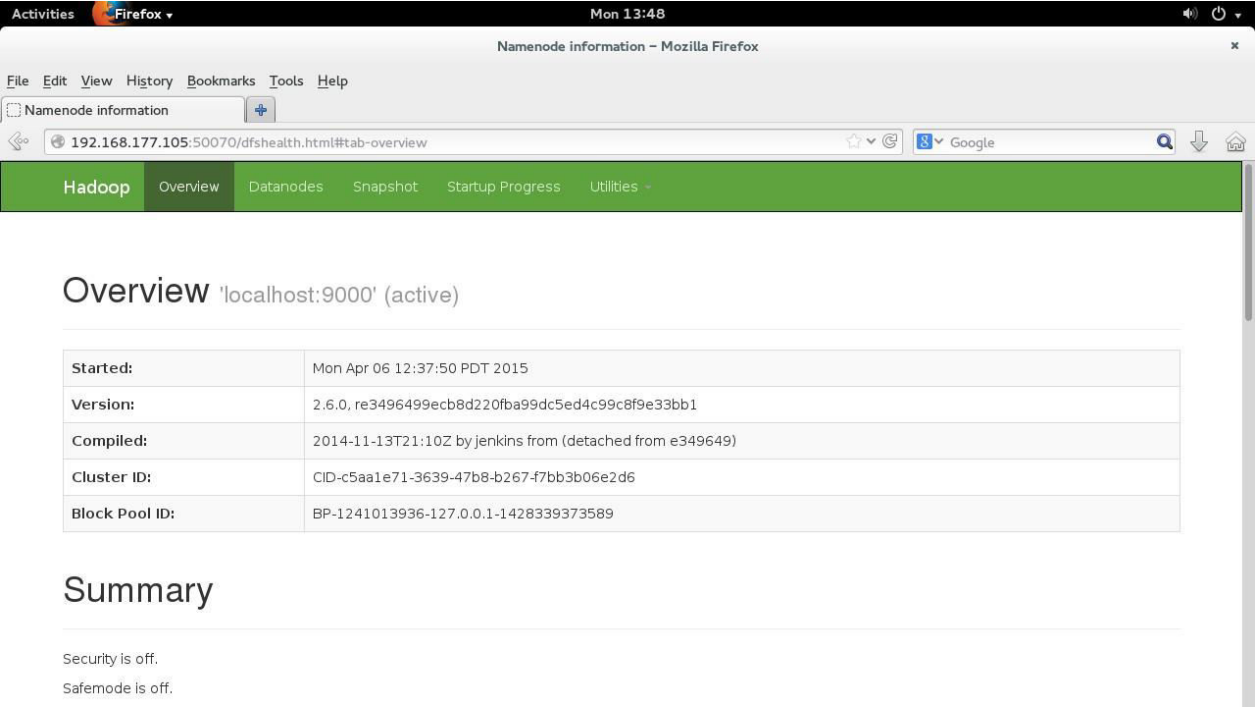 Activities Firefox Mon 13:48
Namenode information – Mozilla Firefox
File Edit View History Bookmarks Tools Help
Namenode information
192.168.177.105:50070/dfshealth.html#tab-overview Google
Hadoop Overview Datanodes Snapshot Startup Progress Utilities
Overview 'localhost:9000' (active)
Started: Mon Apr 06 12:37:50 PDT 2015
Version: 2.6.0, re3496499ecb8d220fba99dc5ed4c99c8f9e33bb1
Compiled: 2014-11-13T21:10Z by jenkins from (detached from e349649)
Cluster ID: CID-c5aa1e71-3639-47b8-b267-f7bb3b06e2d6
Block Pool ID: BP-1241013936-127.0.0.1-1428339373589
Summary
Security is off.
Safemode is off.